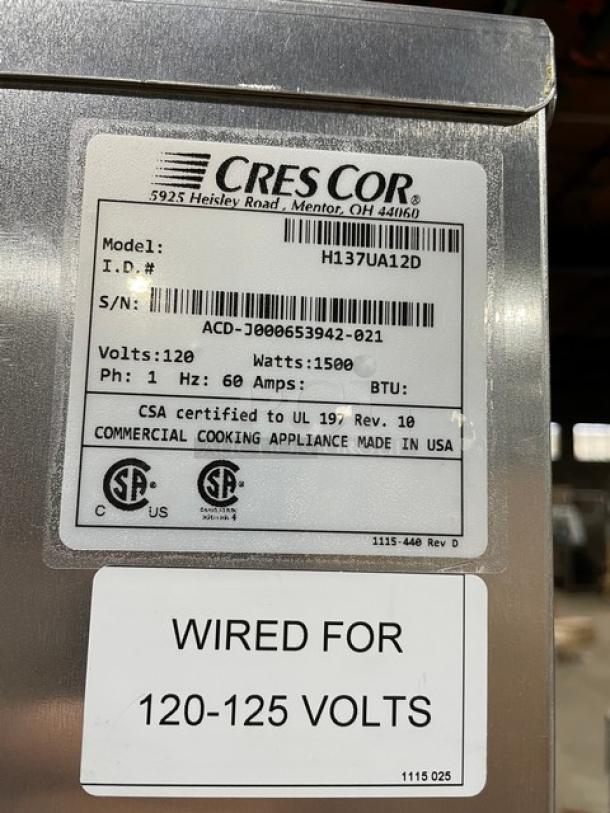 CRES COR®
5925 Heisley Road, Mentor, OH 44060
Model:
H137UA12D
I.D.#
S/N:
ACD-J000653942-021
Volts:120 Watts:1500
Ph: 1 Hz: 60 Amps: BTU:
CSA certified to UL 197 Rev. 10
COMMERCIAL COOKING APPLIANCE MADE IN USA
C SA® US
SA®
1115-440 Rev D
WIRED FOR
120-125 VOLTS
1115 025